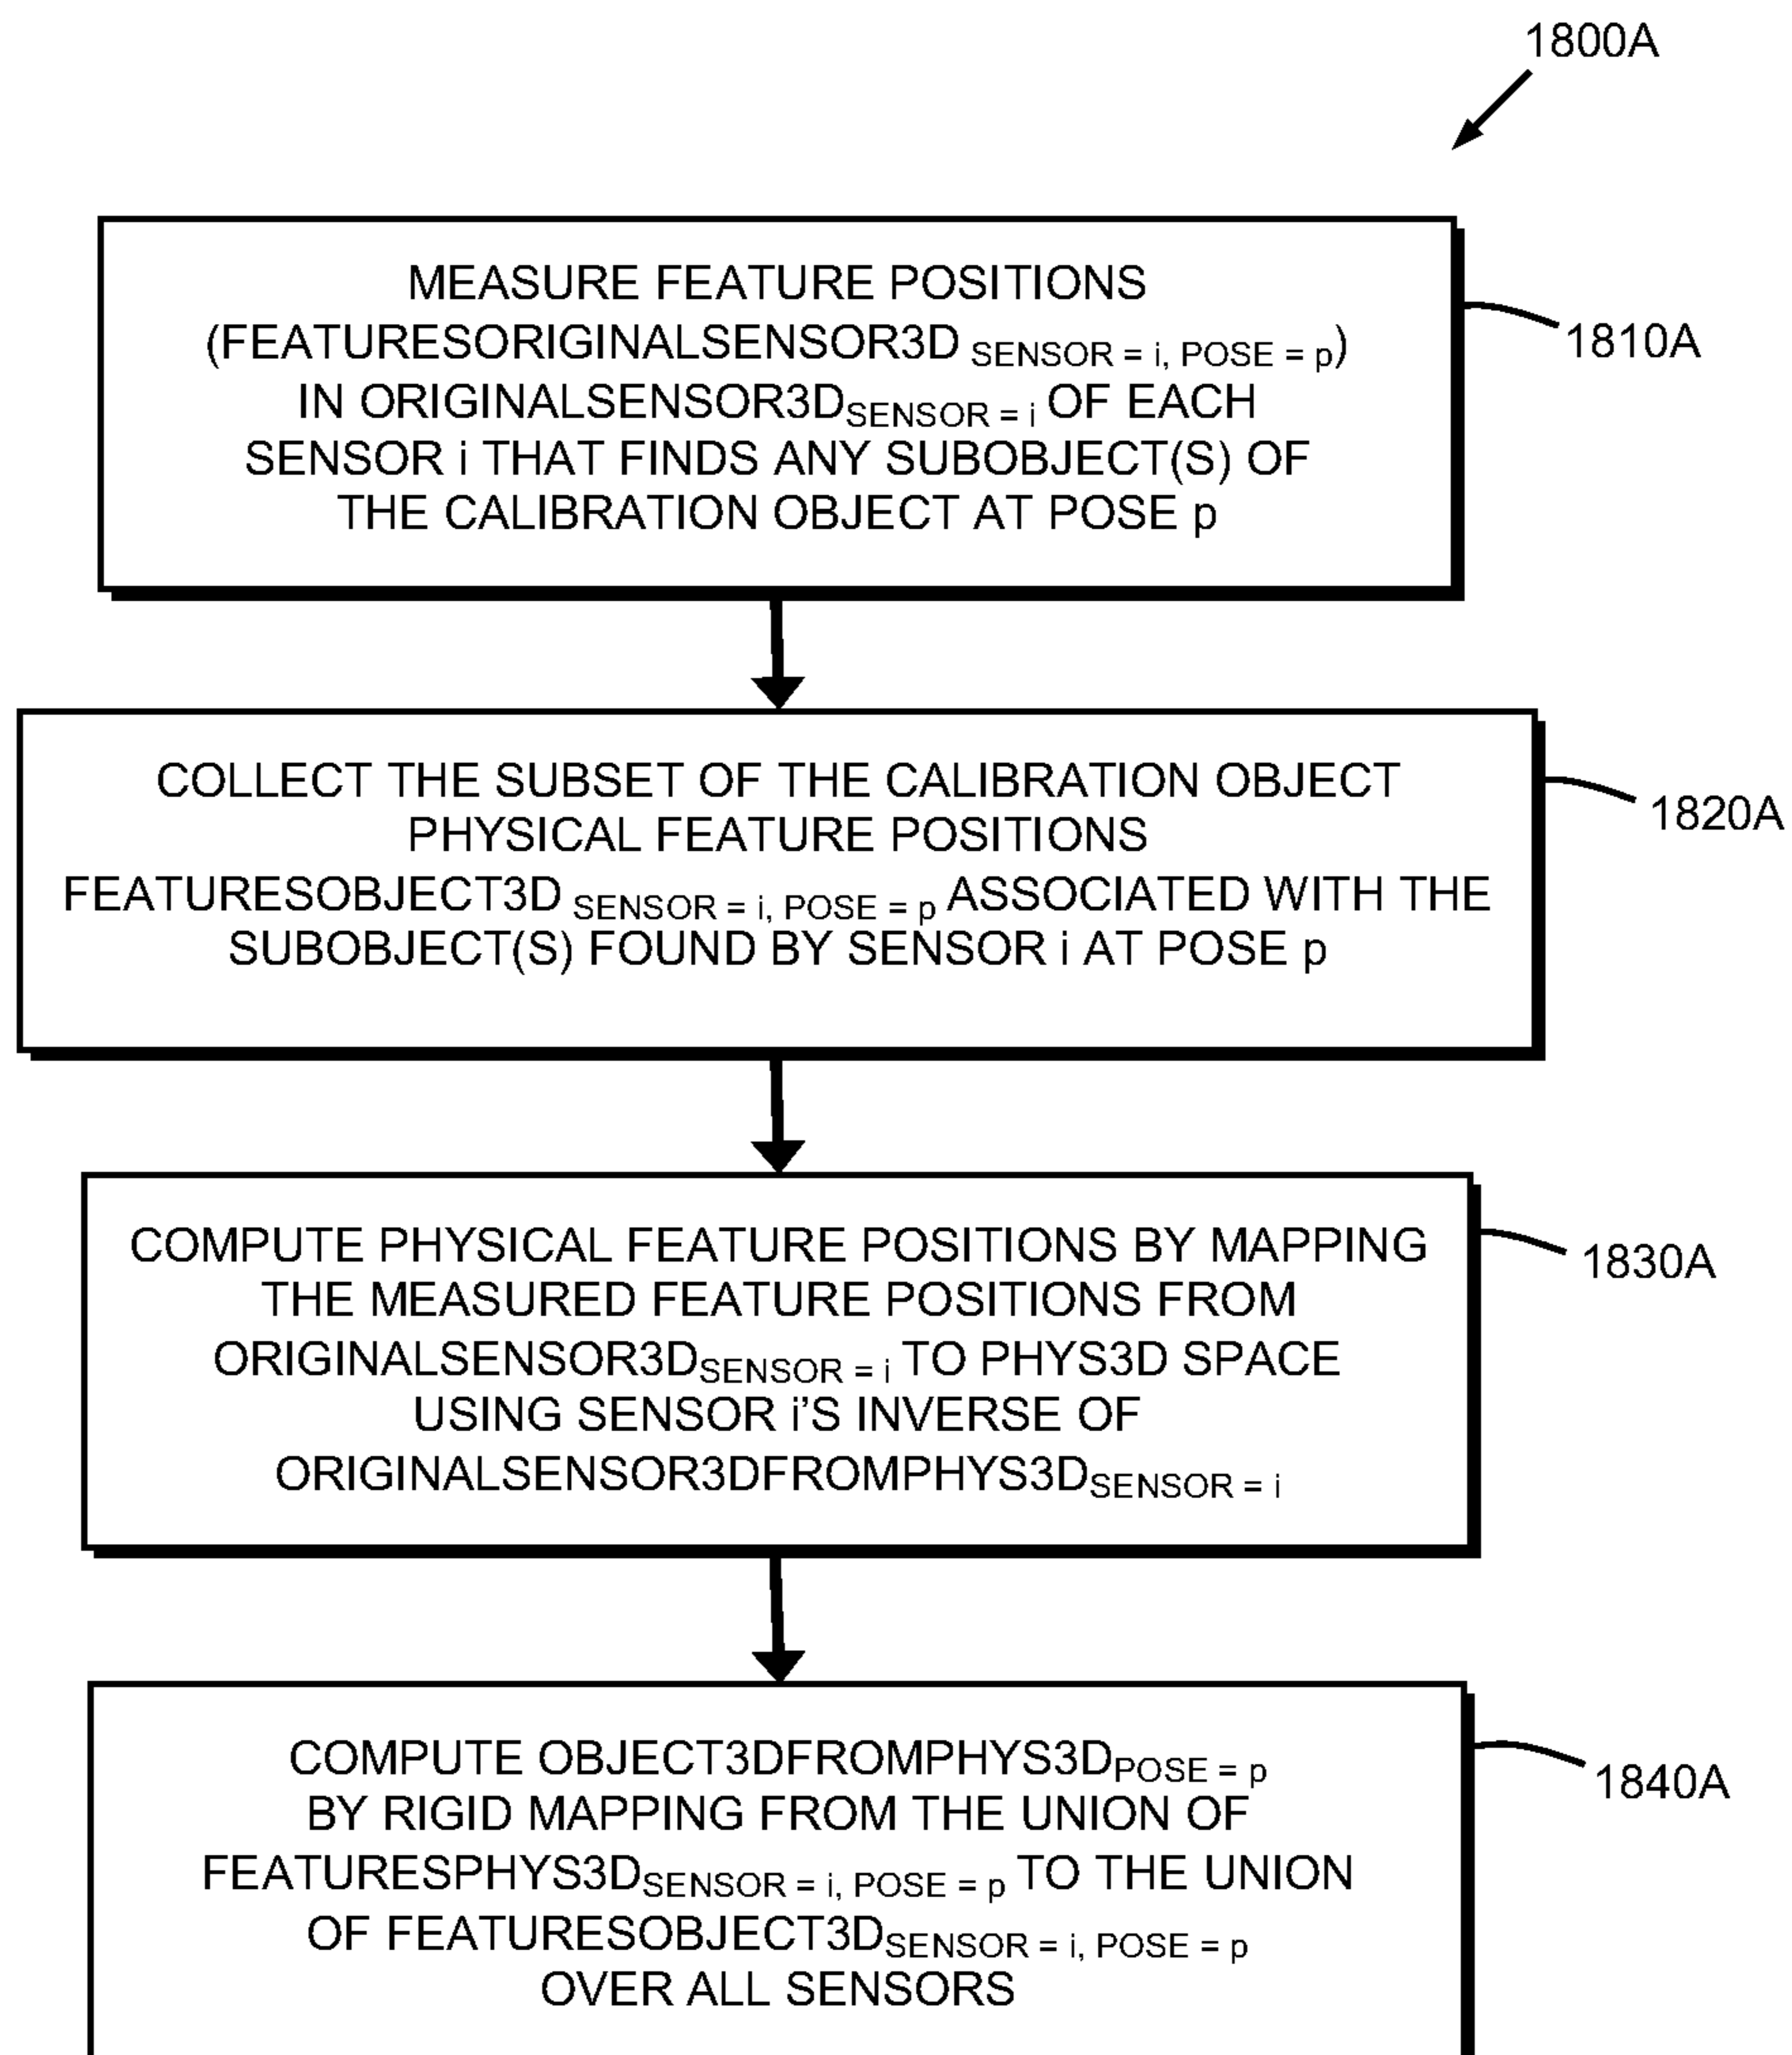 1800A
MEASURE FEATURE POSITIONS
(FEATURESORIGINALSENSOR3D SENSOR = i, POSE = p)
IN ORIGINALSENSOR3DSENSOR = i OF EACH
SENSOR i THAT FINDS ANY SUBOBJECT(S) OF
THE CALIBRATION OBJECT AT POSE p
1810A
COLLECT THE SUBSET OF THE CALIBRATION OBJECT
PHYSICAL FEATURE POSITIONS
FEATURESOBJECT3D SENSOR = i, POSE = p ASSOCIATED WITH THE
SUBOBJECT(S) FOUND BY SENSOR i AT POSE p
1820A
COMPUTE PHYSICAL FEATURE POSITIONS BY MAPPING
THE MEASURED FEATURE POSITIONS FROM
ORIGINALSENSOR3DSENSOR = i TO PHYS3D SPACE
USING SENSOR i'S INVERSE OF
ORIGINALSENSOR3DFROMPHYS3DSENSOR = i
1830A
COMPUTE OBJECT3DFROMPHYS3DPOSE = p
BY RIGID MAPPING FROM THE UNION OF
FEATURESPHYS3DSENSOR = i, POSE = p TO THE UNION
OF FEATURESOBJECT3DSENSOR = i, POSE = p
OVER ALL SENSORS
1840A